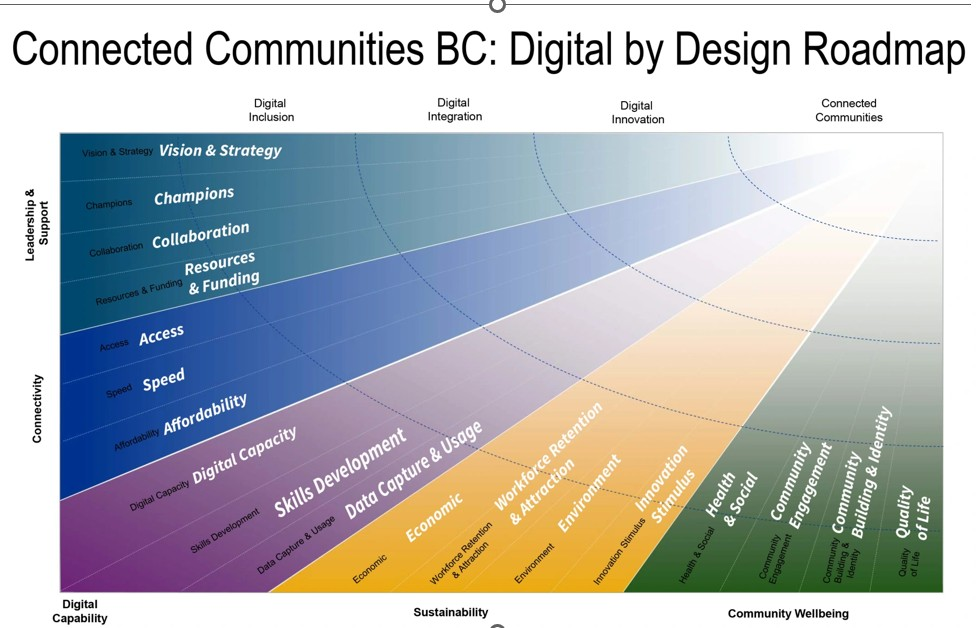 Connected Communities BC: Digital by Design Roadmap
Digital
Inclusion
Digital
Integration
Digital
Innovation
Connected
Communities
Leadership &
Support
Vision & Strategy
Vision & Strategy
Champions
Champions
Collaboration
Collaboration
Resources & Funding
Resources
& Funding
Connectivity
Access
Access
Speed
Speed
Affordability
Affordability
Digital Capacity
Digital Capacity
Skills Development
Skills Development
Data Capture & Usage
Data Capture & Usage
Economic
Economic
Workforce Retention
& Attraction
Workforce Retention
& Attraction
Environment
Environment
Innovation Stimulus
Innovation
Stimulus
Health & Social
Health
& Social
Community
Engagement
Community
Engagement
Community
Building &
Identity
Community
Building & Identity
Quality
of Life
Quality
of Life
Digital
Capability
Sustainability
Community Wellbeing